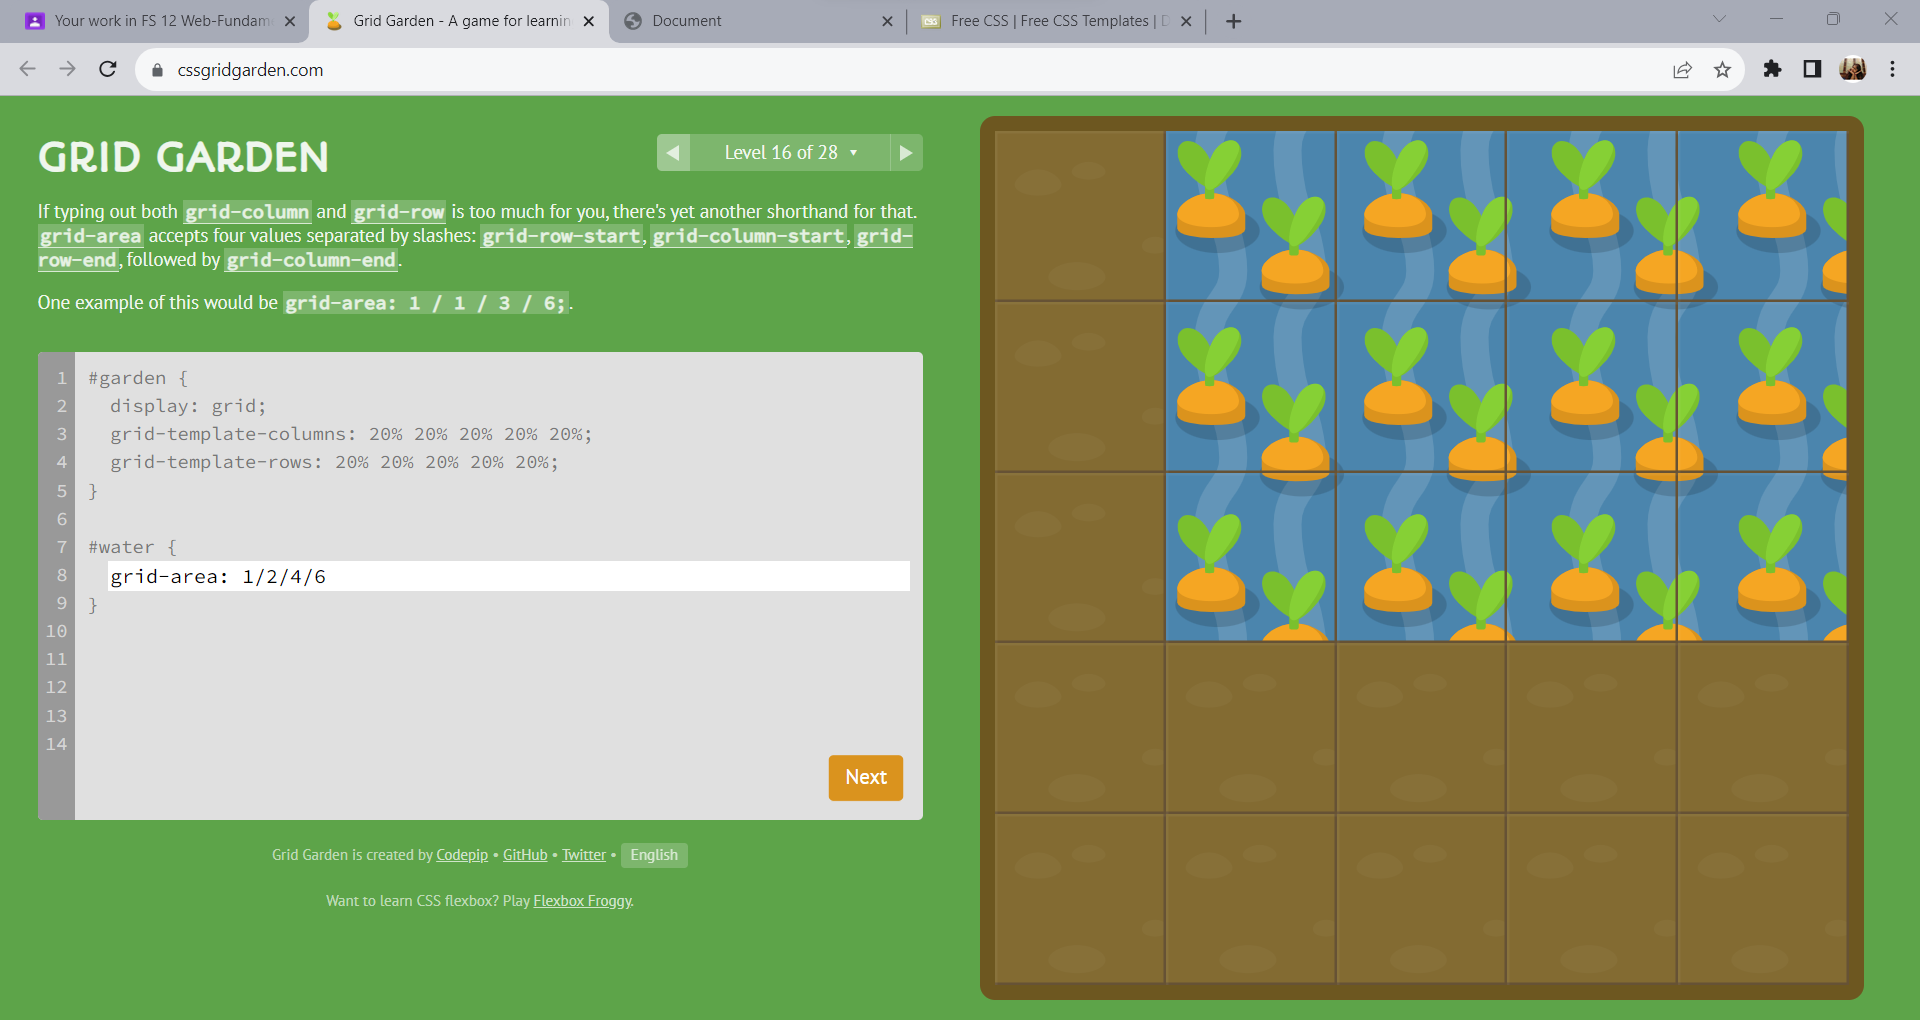 Your work in FS 12 Web-Fundam
Grid Garden - A game for learnin
Document
Free CSS | Free CSS Templates |
cssgridgarden.com
GRID GARDEN
Level 16 of 28
If typing out both grid-column and grid-row is too much for you, there's yet another shorthand for that.
grid-area accepts four values separated by slashes: grid-row-start, grid-column-start, grid-
row-end, followed by grid-column-end.
One example of this would be grid-area: 1 / 1 / 3 / 6;.
1 #garden {
2 display: grid;
3 grid-template-columns: 20% 20% 20% 20% 20%;
4 grid-template-rows: 20% 20% 20% 20% 20%;
5 }
6
7 #water {
8 grid-area: 1/2/4/6
9 }
10
11
12
13
14
Next
Grid Garden is created by Codepip • GitHub • Twitter • English
Want to learn CSS flexbox? Play Flexbox Froggy.